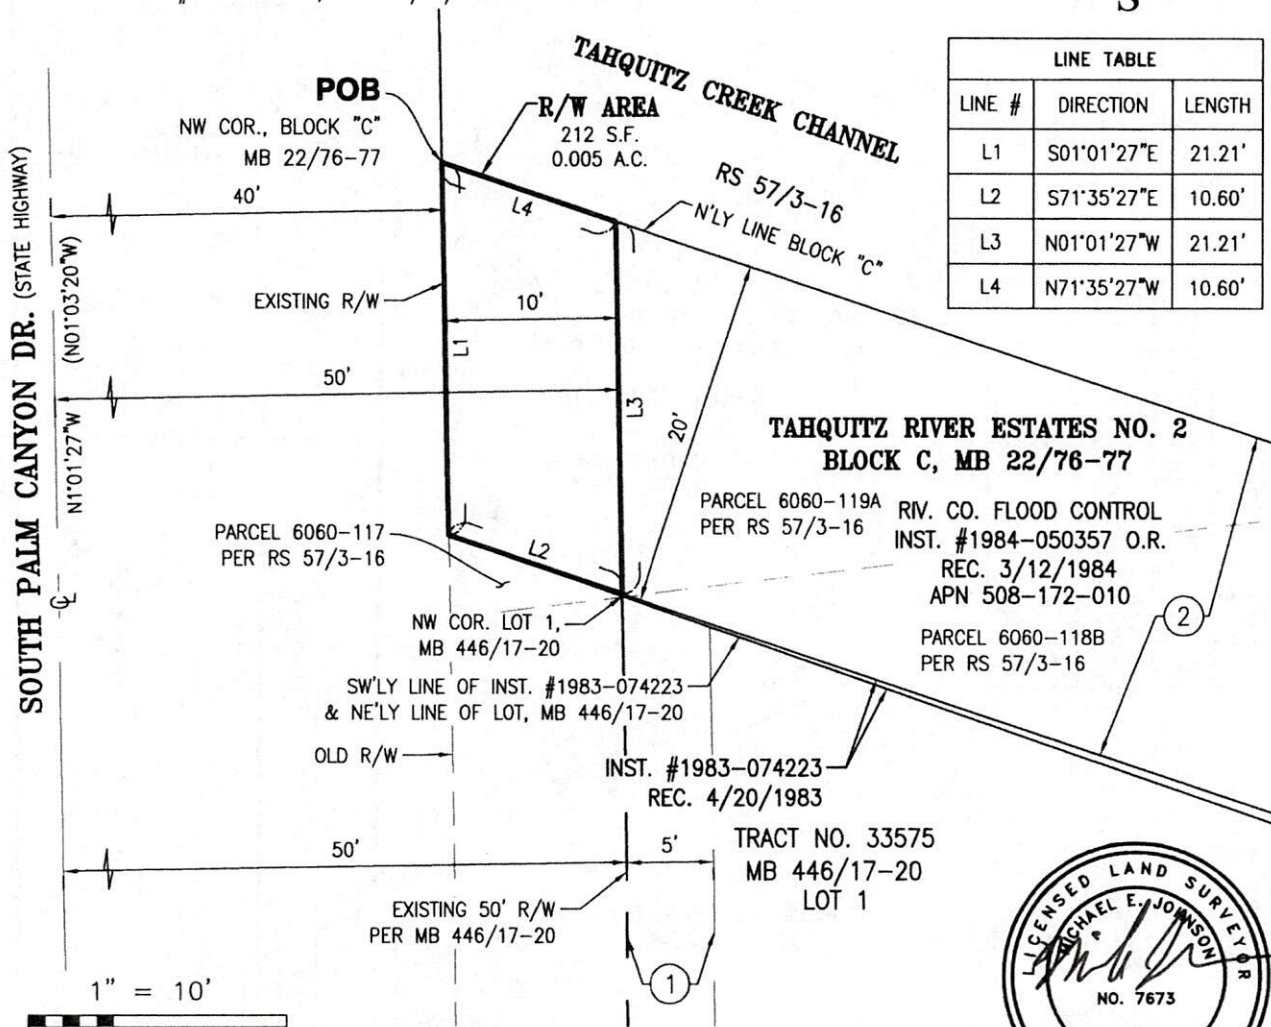 S
LINE TABLE
LINE # DIRECTION LENGTH
L1 S01°01'27"E 21.21'
L2 S71°35'27"E 10.60'
L3 N01°01'27"W 21.21'
L4 N71°35'27"W 10.60'
TAHQUITZ CREEK CHANNEL
POB
NW COR., BLOCK "C"
MB 22/76-77
R/W AREA
212 S.F.
0.005 A.C.
RS 57/3-16
N'LY LINE BLOCK "C"
40'
L4
EXISTING R/W
10'
L1
50'
L3
20'
SOUTH PALM CANYON DR. (STATE HIGHWAY)
N1°01'27"W (N01°03'20"W)
℄
TAHQUITZ RIVER ESTATES NO. 2
BLOCK C, MB 22/76-77
PARCEL 6060-119A
PER RS 57/3-16
RIV. CO. FLOOD CONTROL
INST. #1984-050357 O.R.
REC. 3/12/1984
APN 508-172-010
PARCEL 6060-118B
PER RS 57/3-16
2
PARCEL 6060-117
PER RS 57/3-16
L2
NW COR. LOT 1,
MB 446/17-20
SW'LY LINE OF INST. #1983-074223
& NE'LY LINE OF LOT, MB 446/17-20
OLD R/W
INST. #1983-074223
REC. 4/20/1983
TRACT NO. 33575
MB 446/17-20
LOT 1
50'
5'
EXISTING 50' R/W
PER MB 446/17-20
1
1" = 10'
LICENSED LAND SURVEYOR
MICHAEL E. JOHNSON
NO. 7673